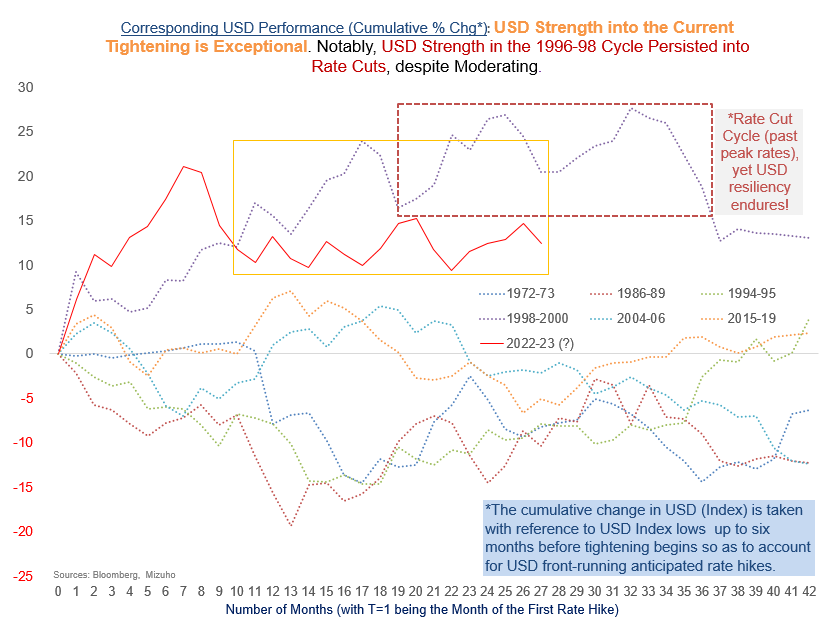 Corresponding USD Performance (Cumulative % Chg*): USD Strength into the Current
Tightening is Exceptional. Notably, USD Strength in the 1996-98 Cycle Persisted into
Rate Cuts, despite Moderating.
30
25
20
15
10
5
0
-5
-10
-15
-20
-25
*Rate Cut
Cycle (past
peak rates),
yet USD
resiliency
endures!
1972-73 1986-89 1994-95
1998-2000 2004-06 2015-19
2022-23 (?)
*The cumulative change in USD (Index) is taken
with reference to USD Index lows up to six
months before tightening begins so as to account
for USD front-running anticipated rate hikes.
Sources: Bloomberg, Mizuho
0 1 2 3 4 5 6 7 8 9 10 11 12 13 14 15 16 17 18 19 20 21 22 23 24 25 26 27 28 29 30 31 32 33 34 35 36 37 38 39 40 41 42
Number of Months (with T=1 being the Month of the First Rate Hike)